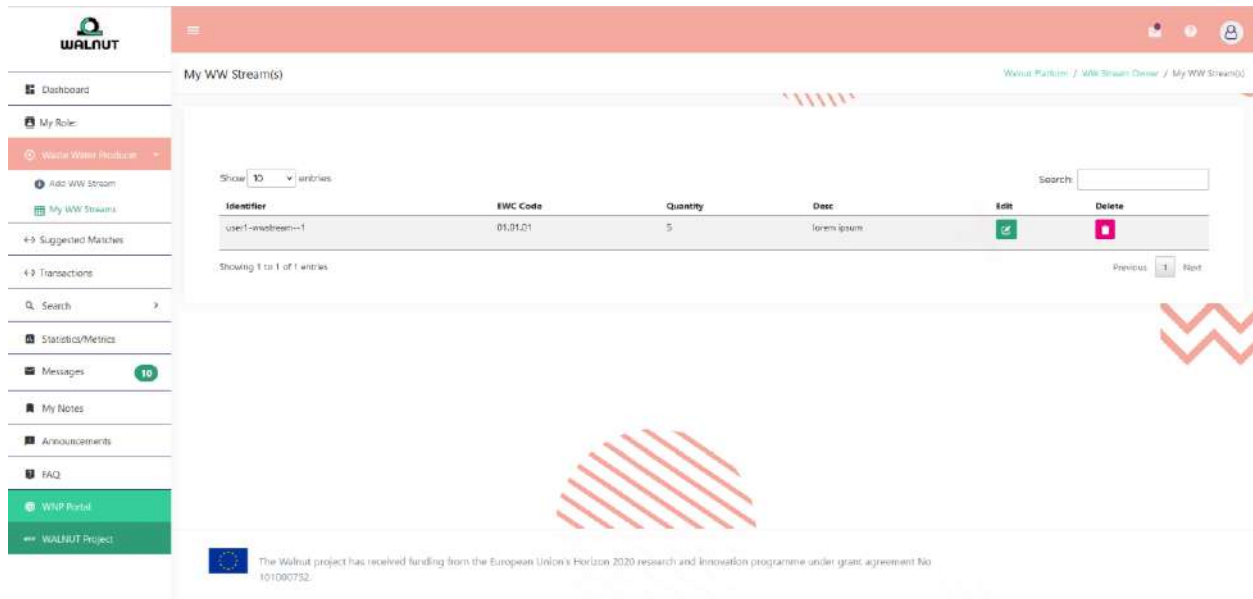 WALNUT
Dashboard
My Role:
Waste Water Producer
Add WW Stream
My WW Streams
Suggested Matches
Transactions
Search
Statistics/Metrics
Messages 10
My Notes
Announcements
FAQ
WNP Portal
WALNUT Project
My WW Stream(s)
Walnut Platform / WW Stream Owner / My WW Stream(s)
Show 10 entries
Search:
Identifier EWC Code Quantity Desc Edit Delete
user1-wwstream--1 01.01.01 5 lorem ipsum
Showing 1 to 1 of 1 entries
Previous 1 Next
The Walnut project has received funding from the European Union's Horizon 2020 research and innovation programme under grant agreement No
101000752.